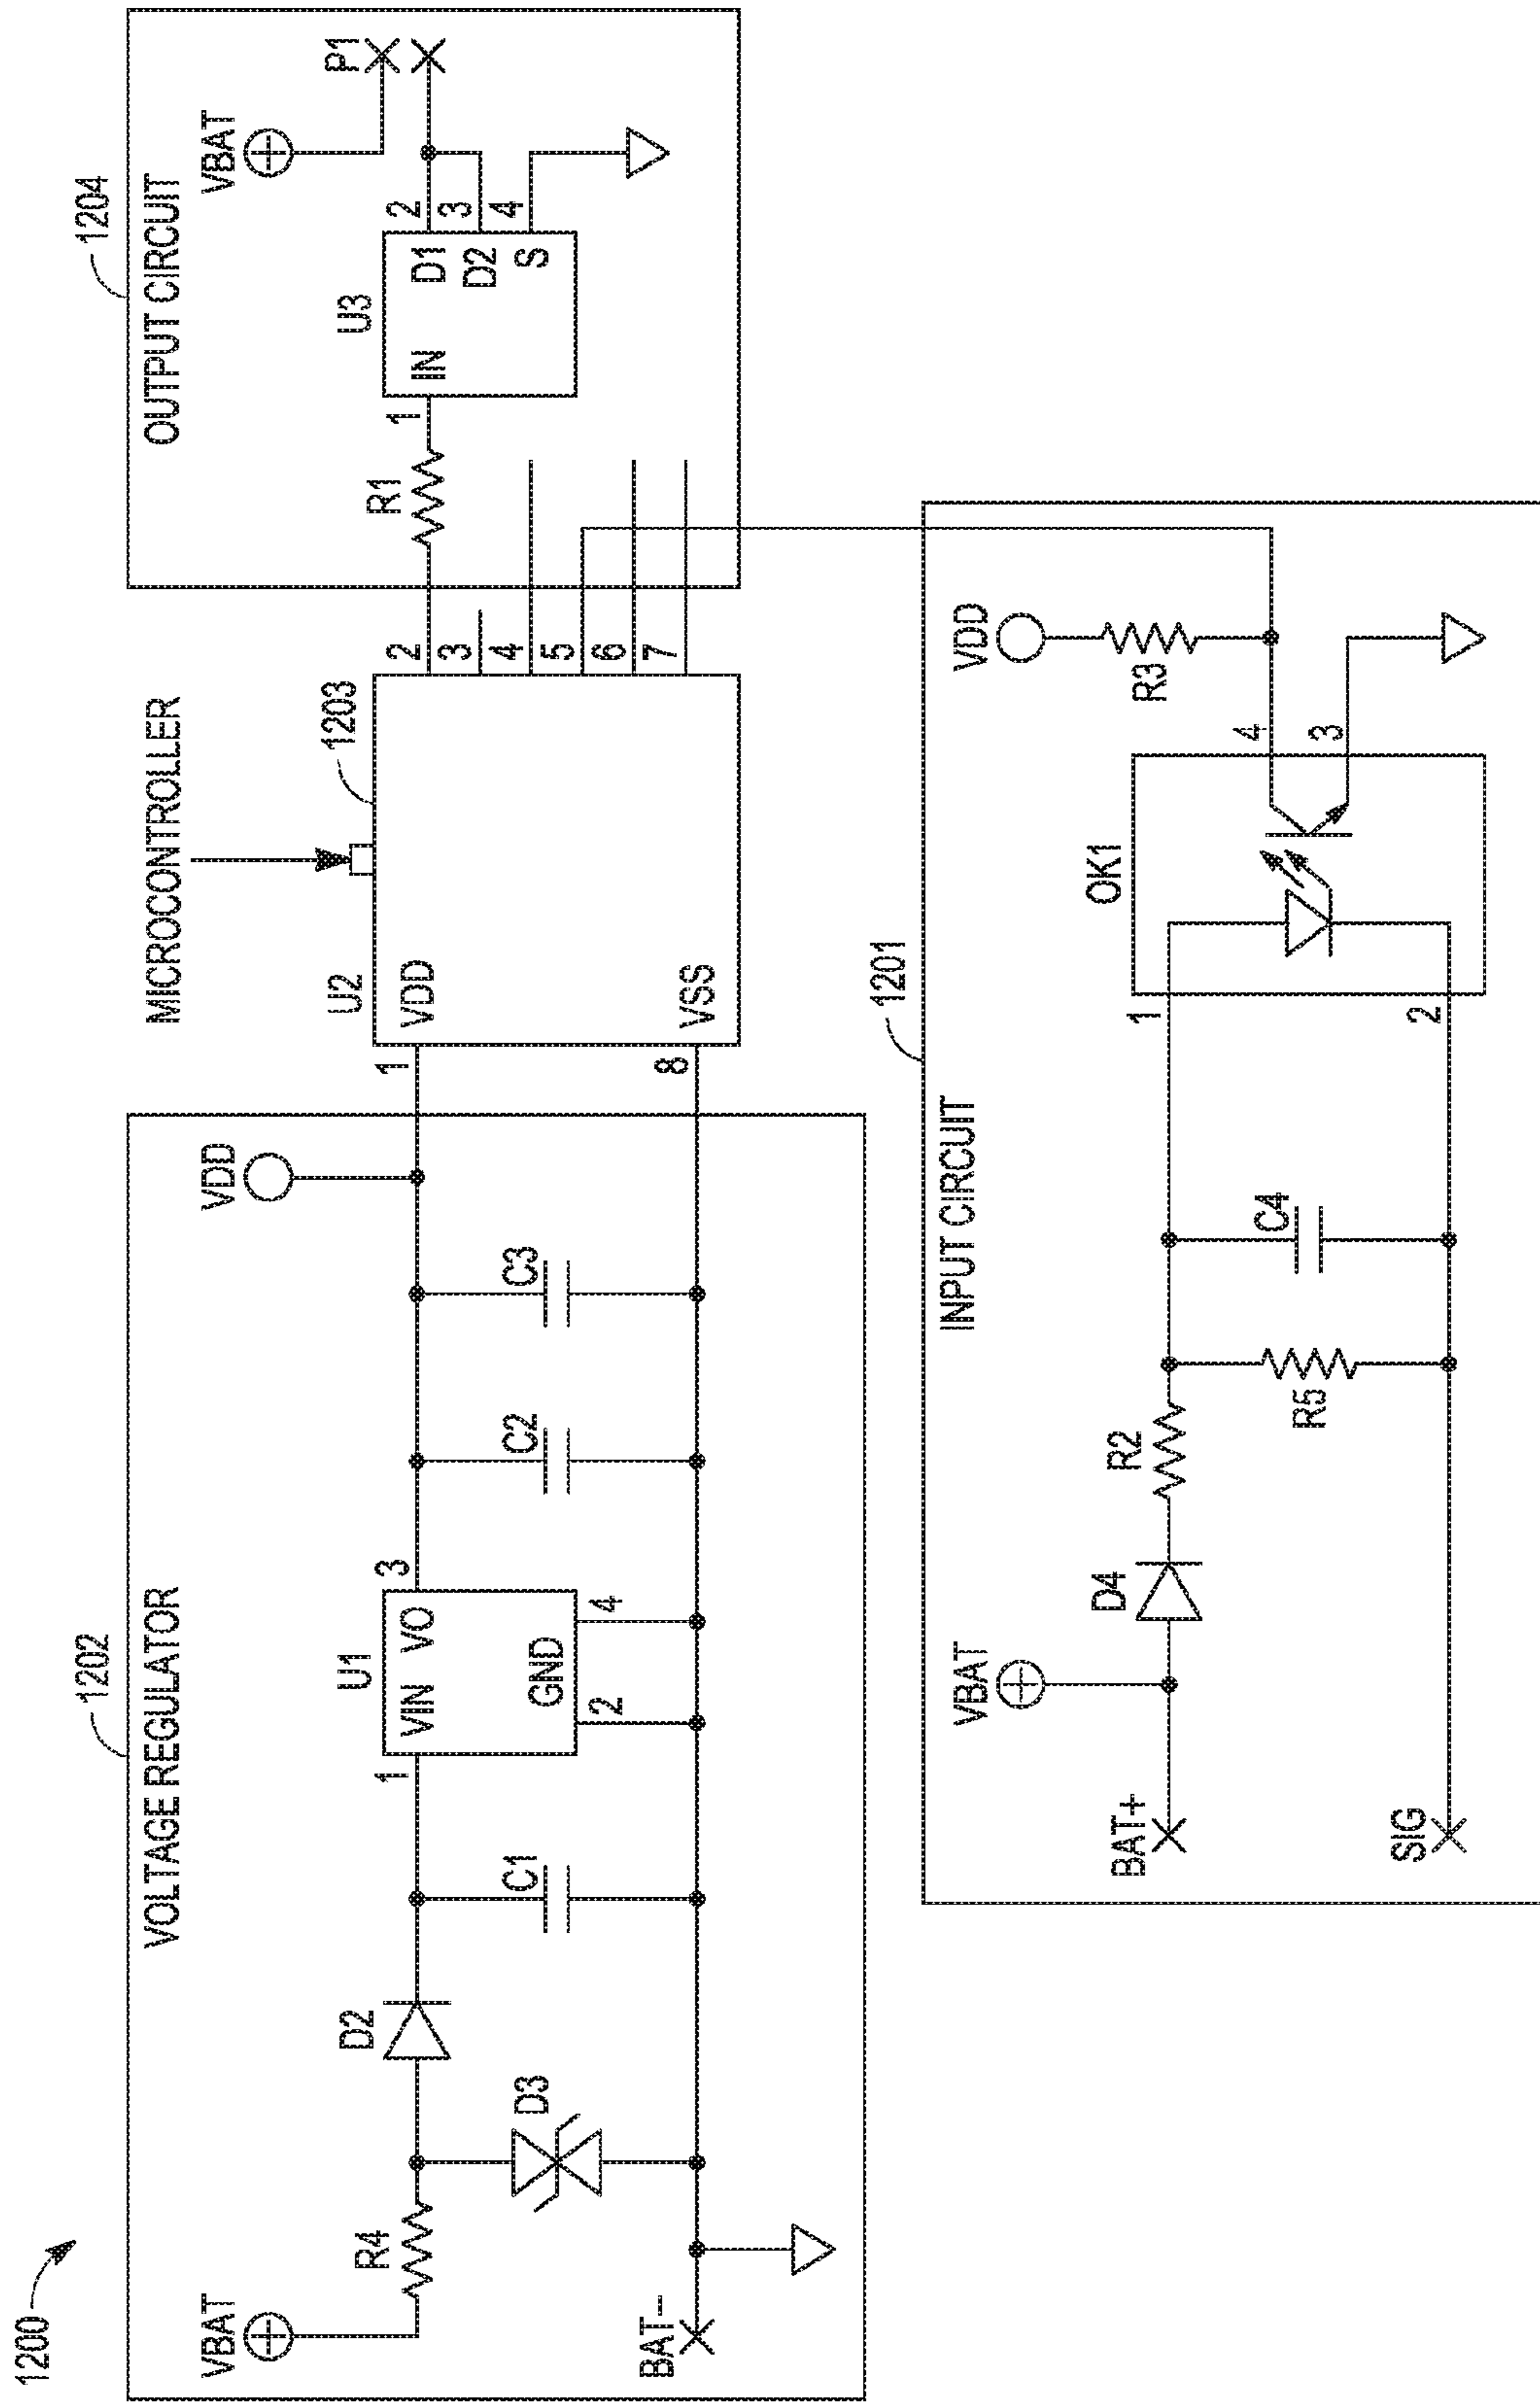 1200
1202
VOLTAGE REGULATOR
VBAT
R4
D2
D3
BAT-
C1
1
U1
VIN VO
GND
2
4
3
C2
C3
VDD
MICROCONTROLLER
1203
U2
1
VDD
8
VSS
2
3
4
5
6
7
1204
OUTPUT CIRCUIT
R1
1
U3
IN
D1
D2
S
2
3
4
VBAT
P1
1201
INPUT CIRCUIT
VBAT
BAT+
SIG
D4
R2
R5
C4
1
2
OK1
4
3
VDD
R3